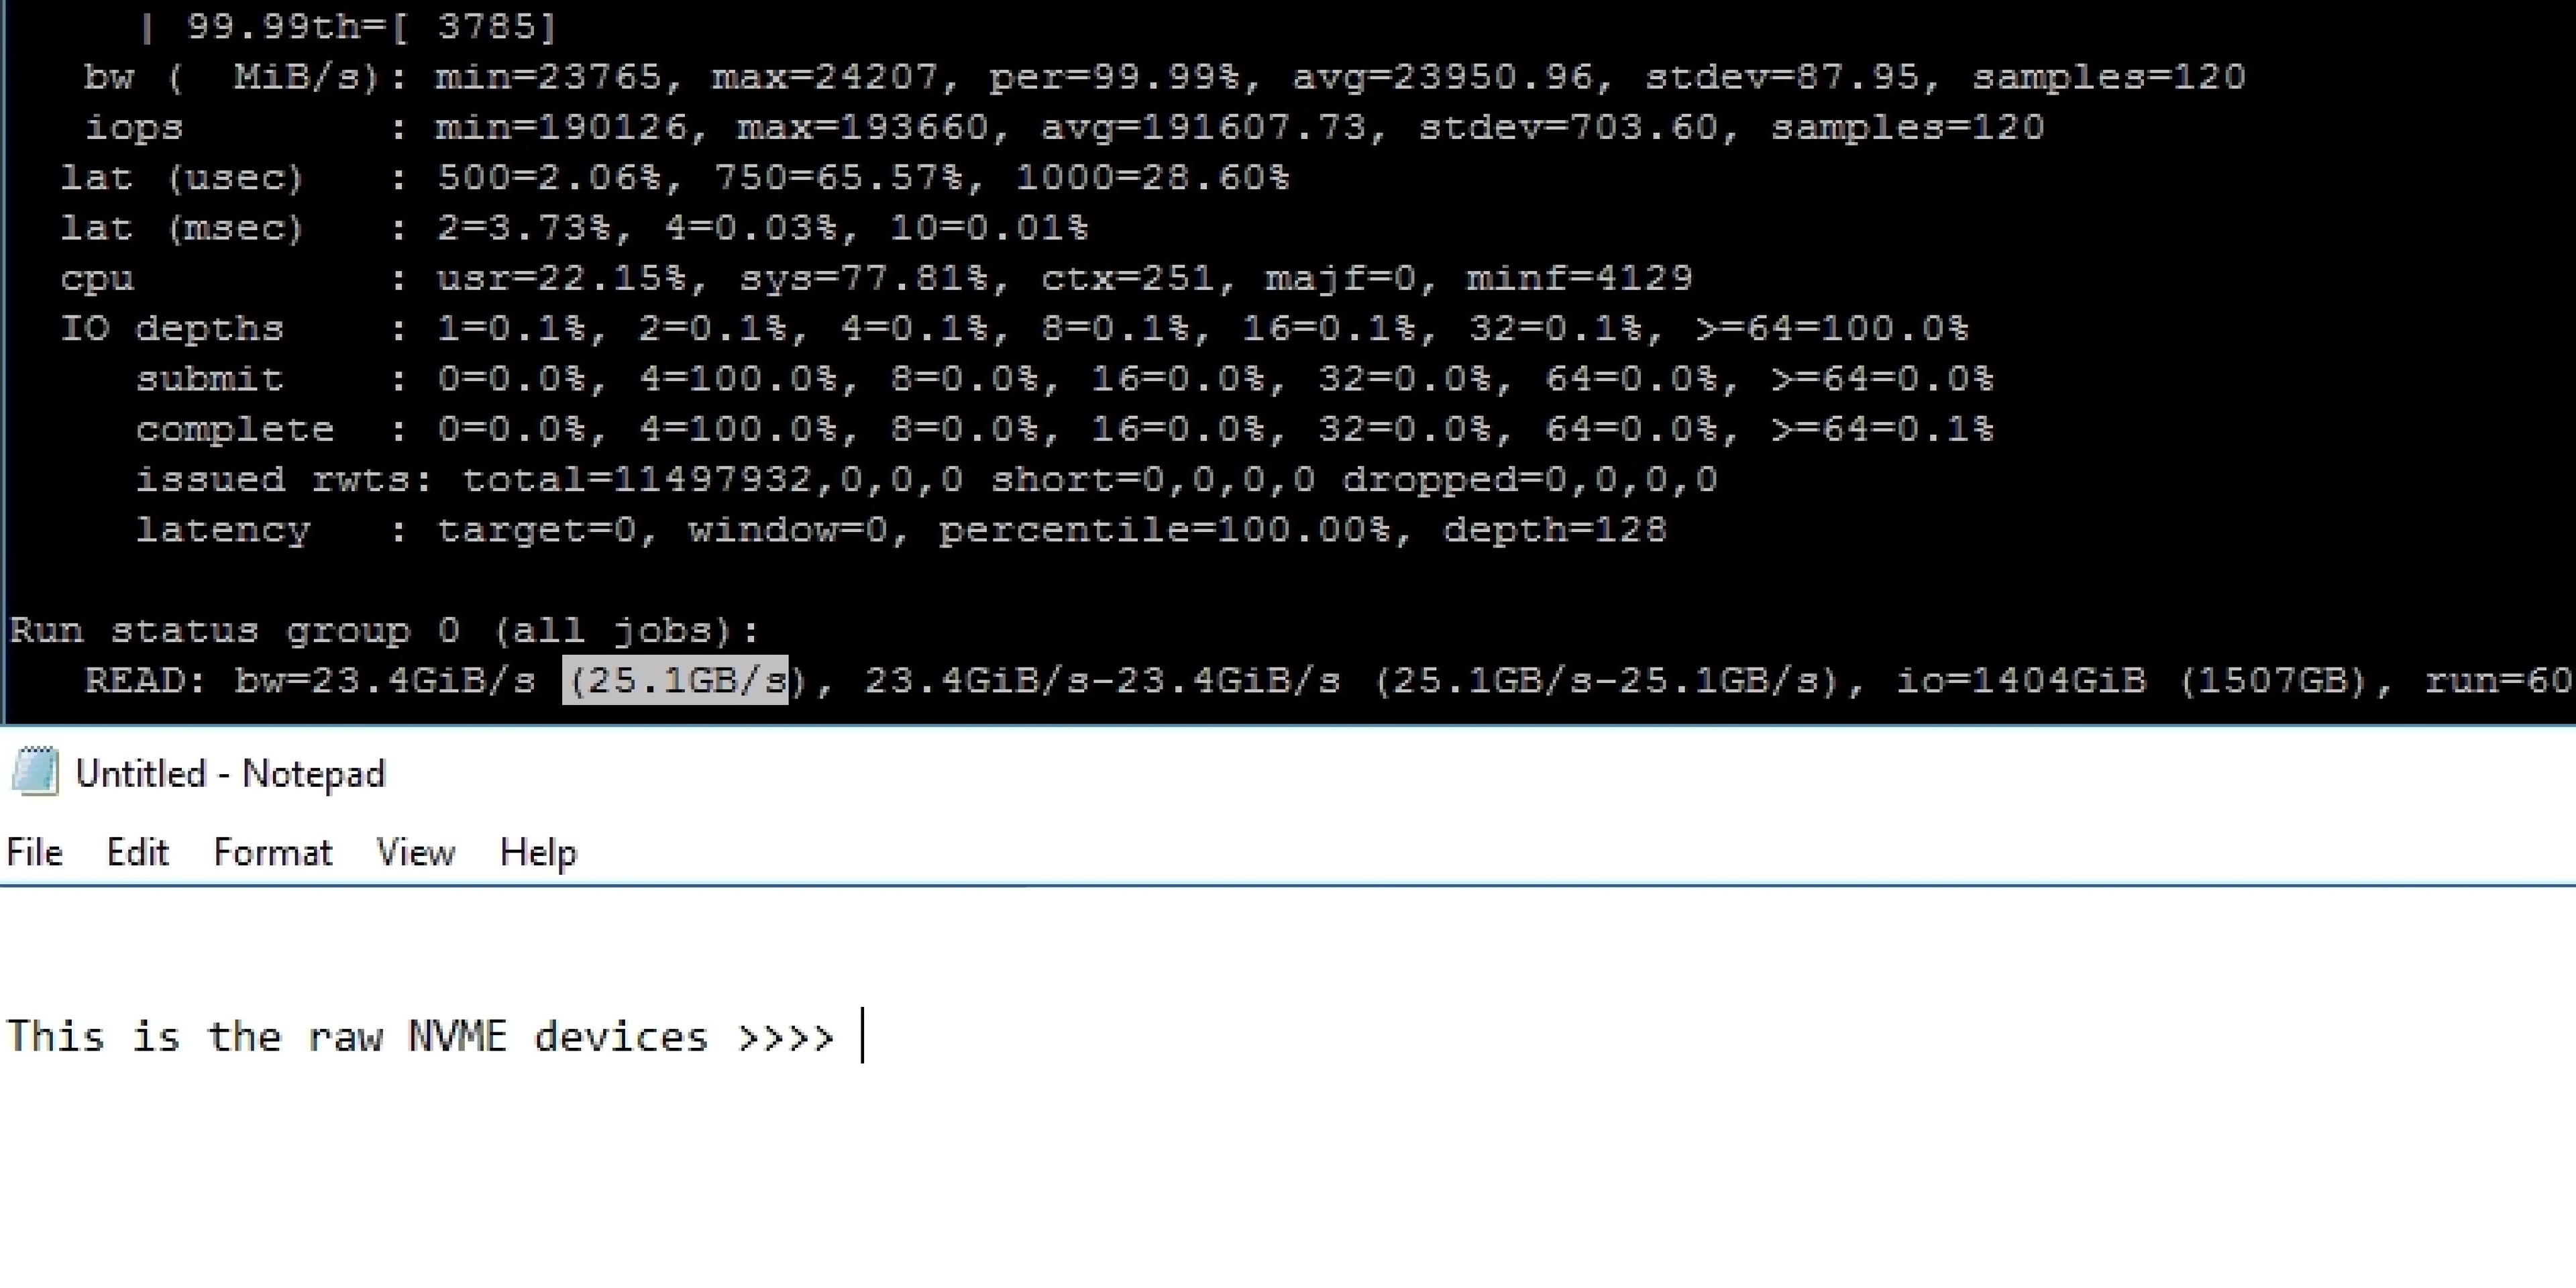 | 99.99th=[ 3785]
bw ( MiB/s): min=23765, max=24207, per=99.99%, avg=23950.96, stdev=87.95, samples=120
iops : min=190126, max=193660, avg=191607.73, stdev=703.60, samples=120
lat (usec) : 500=2.06%, 750=65.57%, 1000=28.60%
lat (msec) : 2=3.73%, 4=0.03%, 10=0.01%
cpu : usr=22.15%, sys=77.81%, ctx=251, majf=0, minf=4129
IO depths : 1=0.1%, 2=0.1%, 4=0.1%, 8=0.1%, 16=0.1%, 32=0.1%, >=64=100.0%
submit : 0=0.0%, 4=100.0%, 8=0.0%, 16=0.0%, 32=0.0%, 64=0.0%, >=64=0.0%
complete : 0=0.0%, 4=100.0%, 8=0.0%, 16=0.0%, 32=0.0%, 64=0.0%, >=64=0.1%
issued rwts: total=11497932,0,0,0 short=0,0,0,0 dropped=0,0,0,0
latency : target=0, window=0, percentile=100.00%, depth=128
Run status group 0 (all jobs):
READ: bw=23.4GiB/s (25.1GB/s), 23.4GiB/s-23.4GiB/s (25.1GB/s-25.1GB/s), io=1404GiB (1507GB), run=60
Untitled - Notepad
File Edit Format View Help
This is the raw NVME devices >>>>